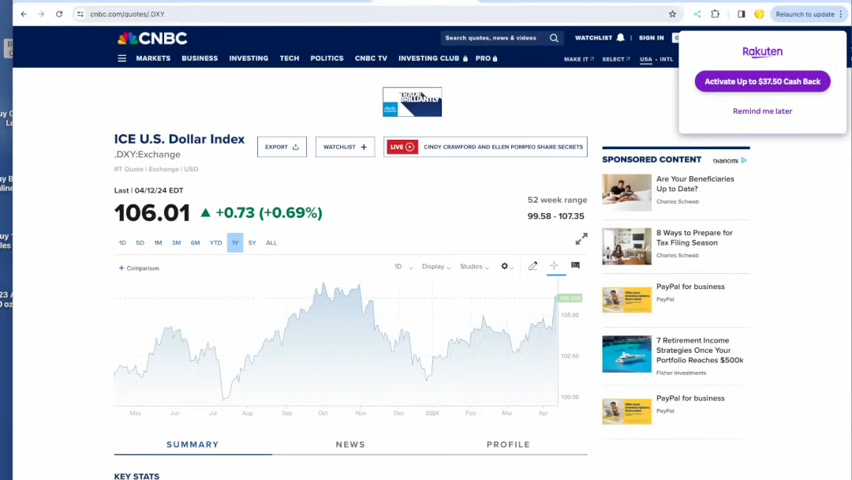 cnbc.com/quotes/.DXY
Relaunch to update
CNBC
Search quotes, news & videos
WATCHLIST
SIGN IN
MARKETS BUSINESS INVESTING TECH POLITICS CNBC TV INVESTING CLUB PRO
MAKE IT SELECT USA INTL
Rakuten
Activate Up to $37.50 Cash Back
Remind me later
BRILLIANTLY
ICE U.S. Dollar Index
.DXY:Exchange
RT Quote | Exchange | USD
EXPORT
WATCHLIST +
LIVE
CINDY CRAWFORD AND ELLEN POMPEO SHARE SECRETS
Last | 04/12/24 EDT
106.01 +0.73 (+0.69%)
52 week range
99.58 - 107.35
1D 5D 1M 3M 6M YTD 1Y 5Y ALL
+ Comparison
1D Display Studies
105.00
102.50
100.00
May Jun Jul Aug Sep Oct Nov Dec 2024 Feb Mar Apr
SUMMARY NEWS PROFILE
KEY STATS
SPONSORED CONTENT
Are Your Beneficiaries
Up to Date?
Charles Schwab
8 Ways to Prepare for
Tax Filing Season
Charles Schwab
PayPal for business
PayPal
7 Retirement Income
Strategies Once Your
Portfolio Reaches $500k
Fisher Investments
PayPal for business
PayPal